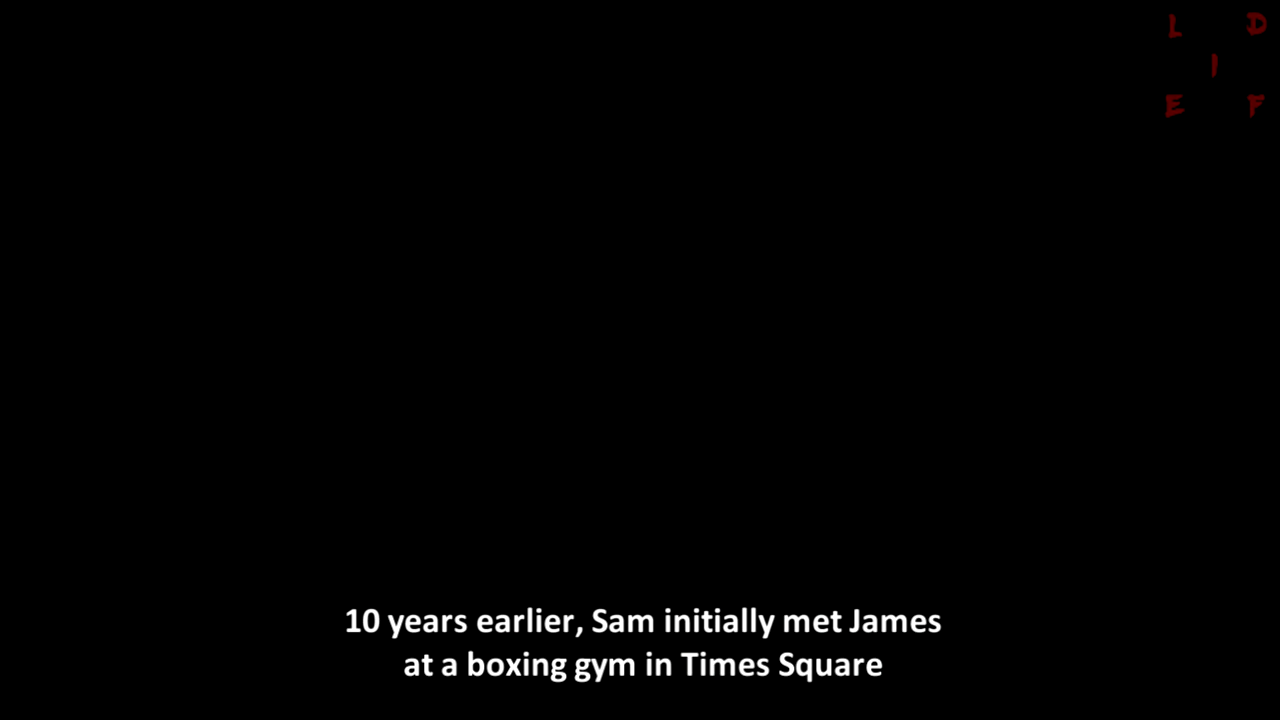 L D
I
E F
10 years earlier, Sam initially met James
at a boxing gym in Times Square